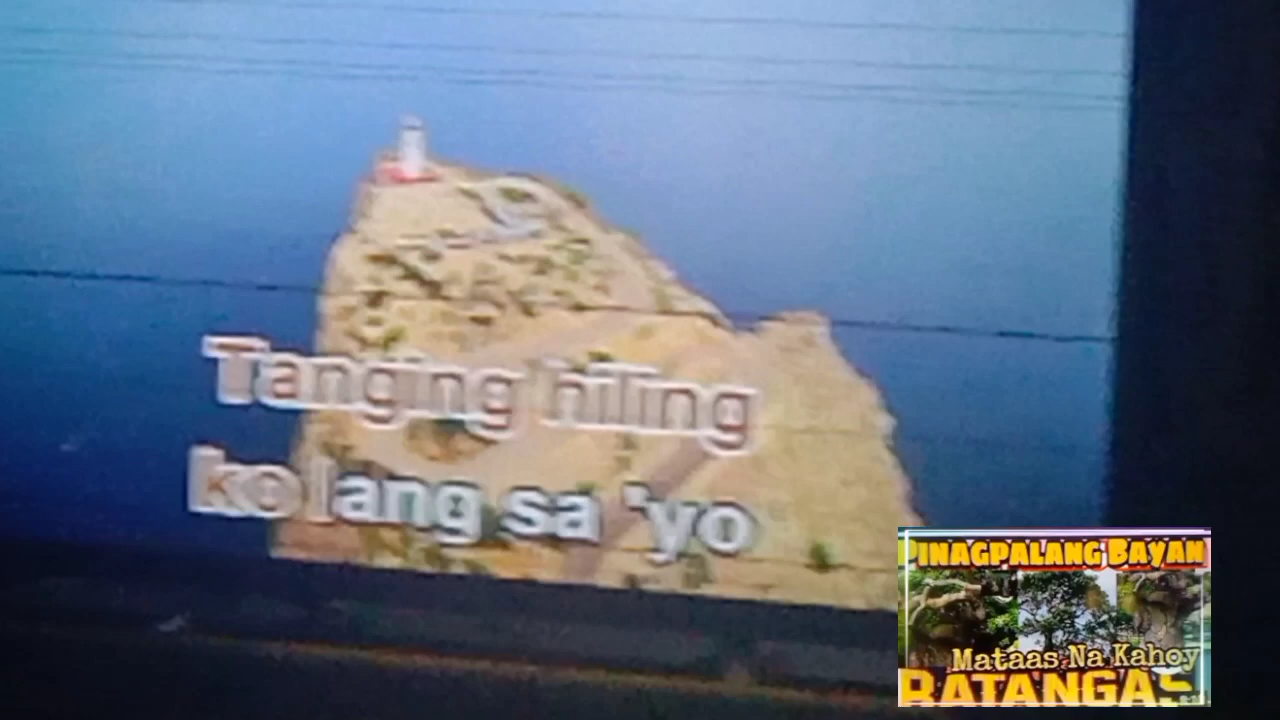 Tanging hiling
ko lang sa 'yo
PINAGPALANG BAYAN
Mataas Na Kahoy
BATANGAS